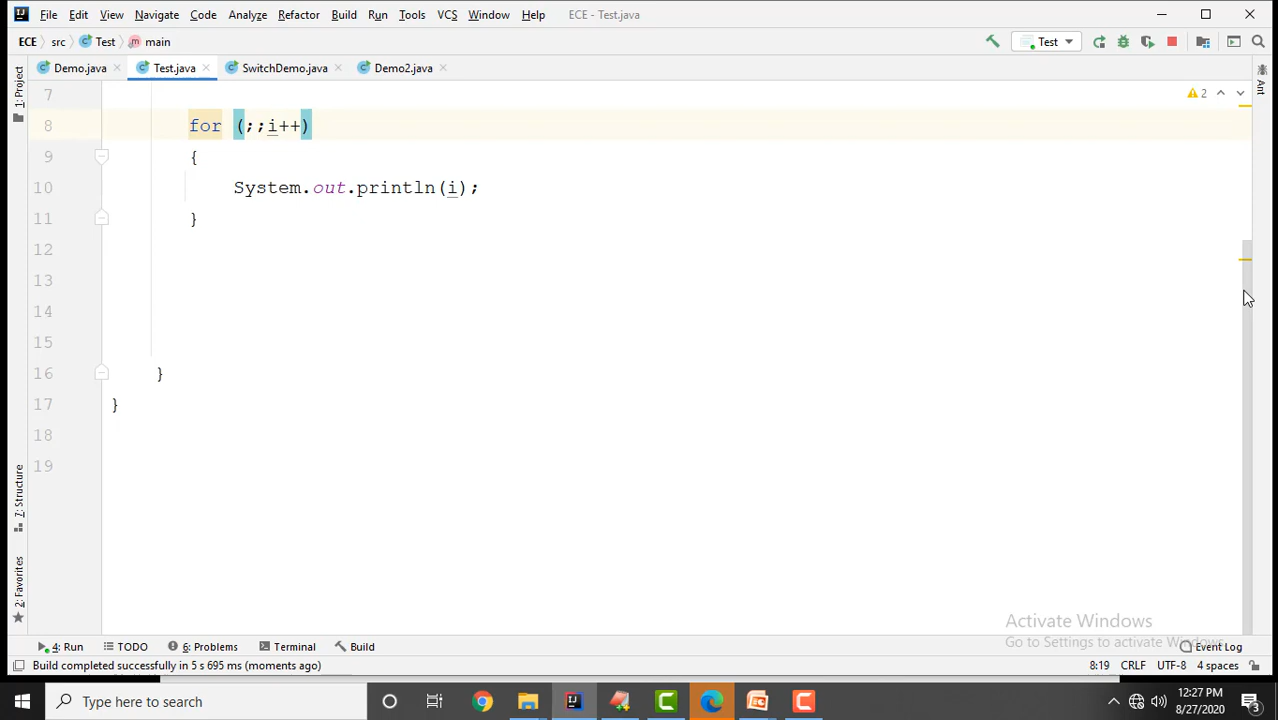 File Edit View Navigate Code Analyze Refactor Build Run Tools VCS Window Help ECE - Test.java
ECE src Test main Test
Demo.java Test.java SwitchDemo.java Demo2.java
1: Project
Ant
2
7
8 for (;;i++)
9 {
10 System.out.println(i);
11 }
12
13
14
15
16 }
17 }
18
19
7: Structure
2: Favorites
Activate Windows
Go to Settings to activate Windows.
4: Run TODO 6: Problems Terminal Build Event Log
Build completed successfully in 5 s 695 ms (moments ago) 8:19 CRLF UTF-8 4 spaces
Type here to search
12:27 PM
8/27/2020
3